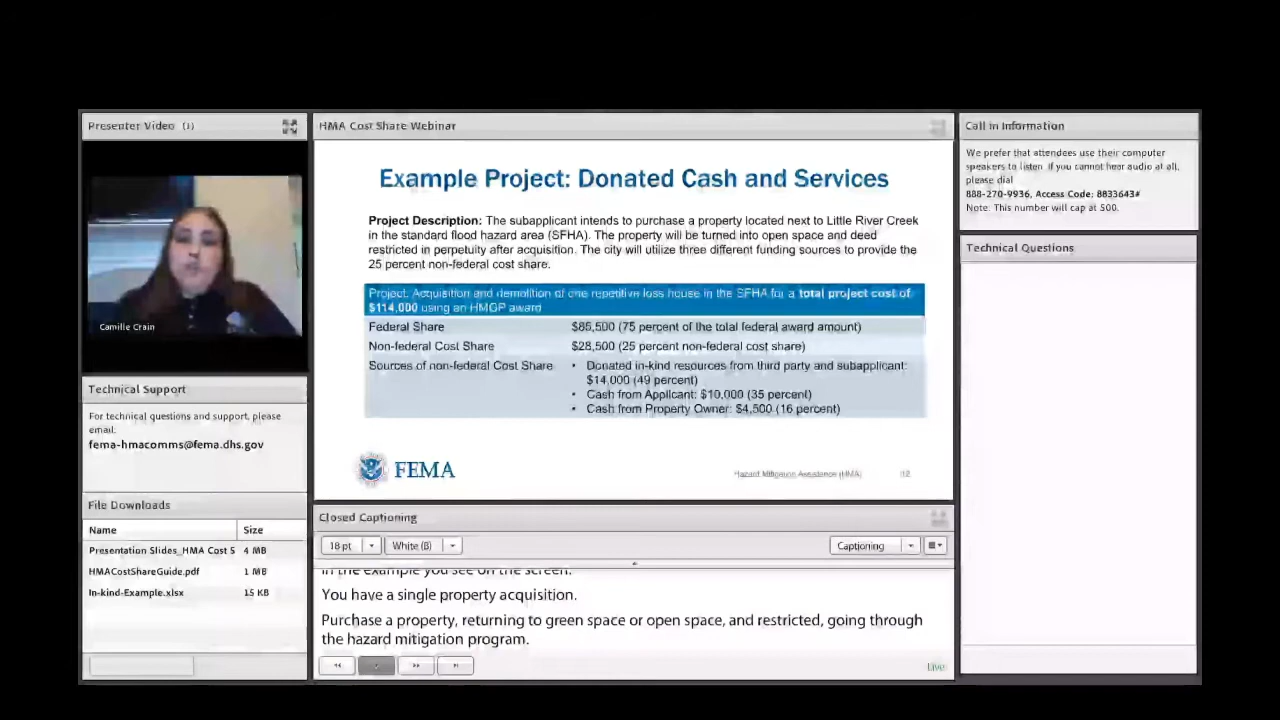 Presenter Video (1)
Camille Crain
Technical Support
For technical questions and support, please
email:
fema-hmacomms@fema.dhs.gov
File Downloads
Name Size
Presentation Slides_HMA Cost S 4 MB
HMACostShareGuide.pdf 1 MB
In-kind-Example.xlsx 15 KB
HMA Cost Share Webinar
Example Project: Donated Cash and Services
Project Description: The subapplicant intends to purchase a property located next to Little River Creek
in the standard flood hazard area (SFHA). The property will be turned into open space and deed
restricted in perpetuity after acquisition. The city will utilize three different funding sources to provide the
25 percent non-federal cost share.
Project: Acquisition and demolition of one repetitive loss house in the SFHA for a total project cost of
$114,000 using an HMGP award
Federal Share $85,500 (75 percent of the total federal award amount)
Non-federal Cost Share $28,500 (25 percent non-federal cost share)
Sources of non-federal Cost Share • Donated in-kind resources from third party and subapplicant:
$14,000 (49 percent)
• Cash from Applicant: $10,000 (35 percent)
• Cash from Property Owner: $4,500 (16 percent)
FEMA
Hazard Mitigation Assistance (HMA) 12
Closed Captioning
18 pt White (B) Captioning
in the example you see on the screen.
You have a single property acquisition.
Purchase a property, returning to green space or open space, and restricted, going through
the hazard mitigation program.
Live
Call in Information
We prefer that attendees use their computer
speakers to listen. If you cannot hear audio at all,
please dial
888-270-9936, Access Code: 8833643#
Note: This number will cap at 500.
Technical Questions